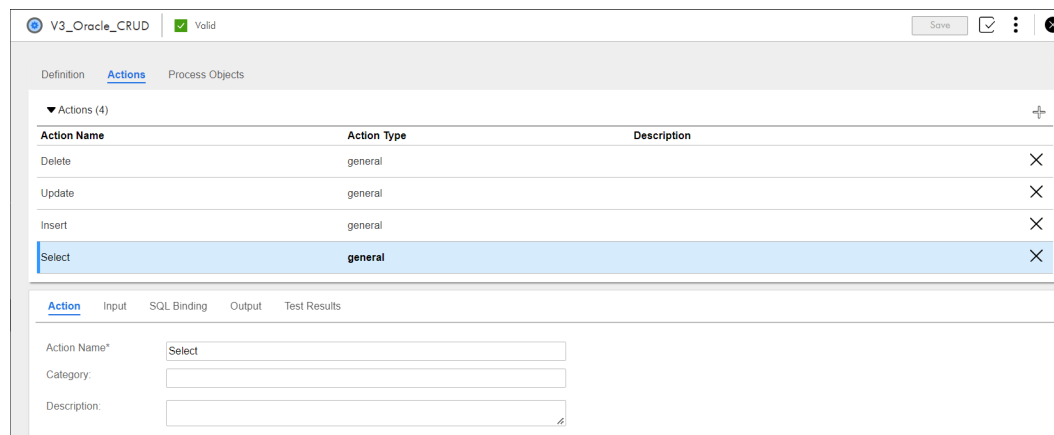 V3_Oracle_CRUD Valid Save
Definition Actions Process Objects
Actions (4)
Action Name Action Type Description
Delete general
Update general
Insert general
Select general
Action Input SQL Binding Output Test Results
Action Name* Select
Category:
Description: